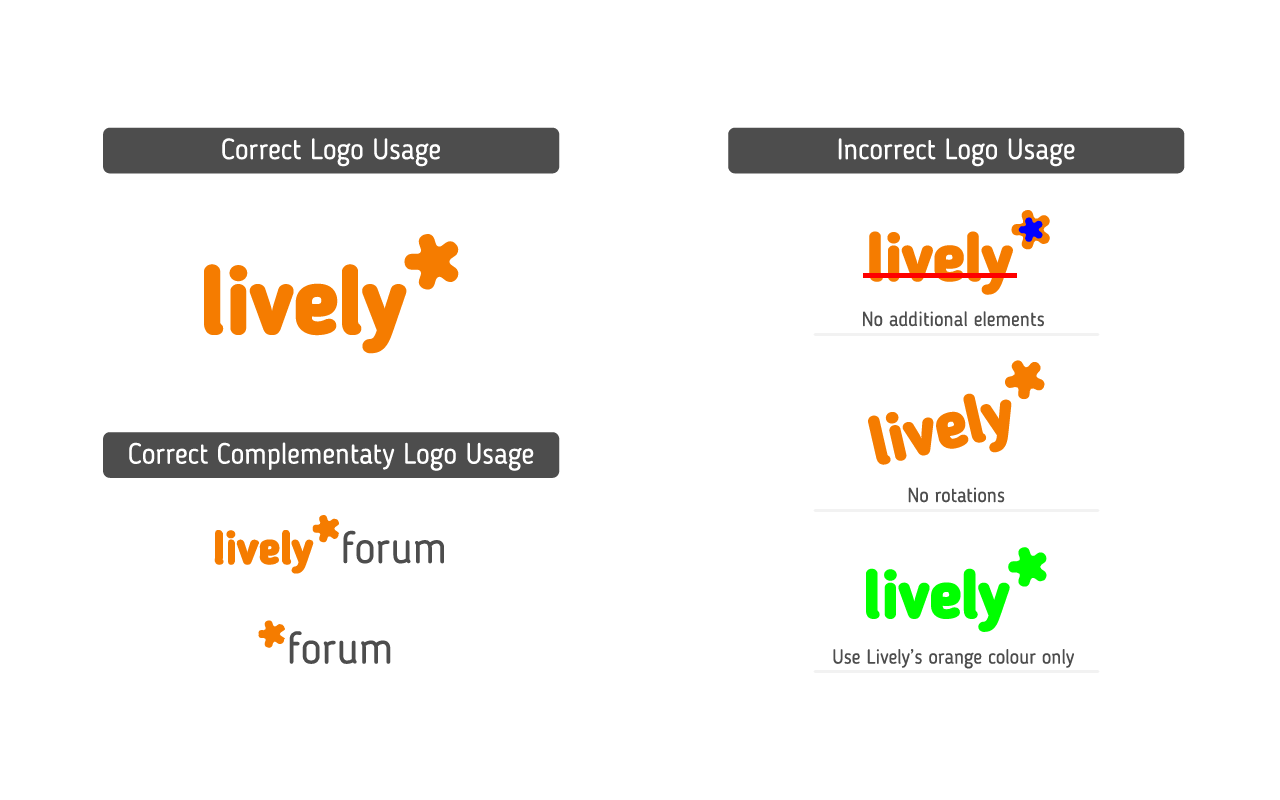 Correct Logo Usage
lively*
Correct Complementaty Logo Usage
lively*forum
*forum
Incorrect Logo Usage
lively*
No additional elements
lively*
No rotations
lively*
Use Lively’s orange colour only